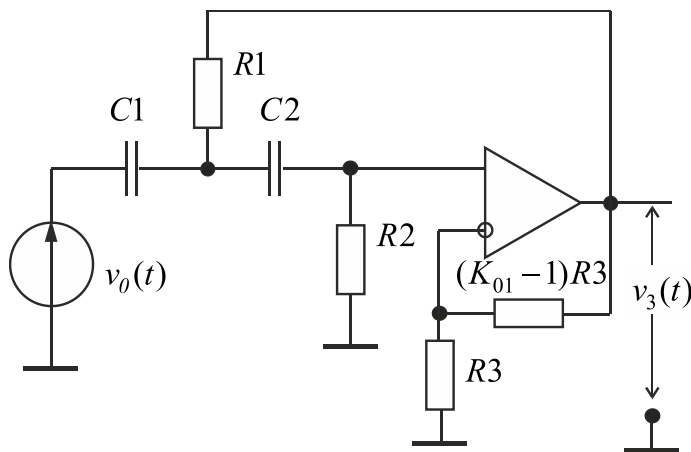 R1
C1
C2
R2
v₀(t)
(K₀₁ −1)R3
v₃(t)
R3